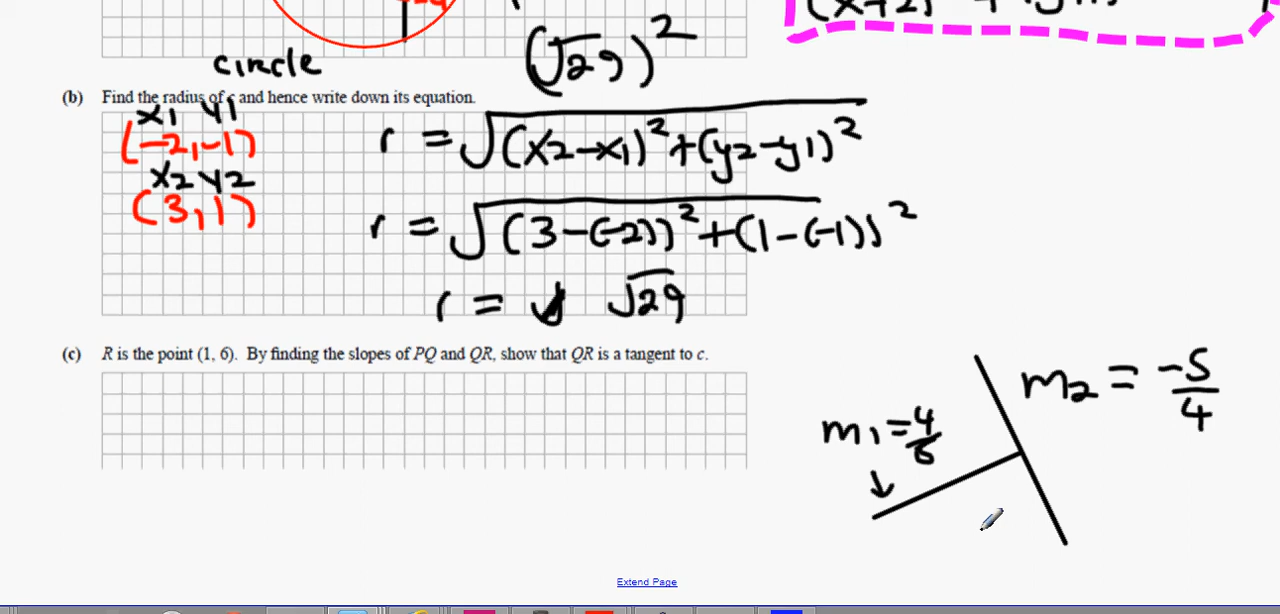 (x+2)
circle
(√29)²
(b) Find the radius of c and hence write down its equation.
x1 y1
(-2,-1)
r = √(x2-x1)²+(y2-y1)²
x2 y2
(3,1)
r = √(3-(-2))²+(1-(-1))²
r = √29
(c) R is the point (1, 6). By finding the slopes of PQ and QR, show that QR is a tangent to c.
m2 = -5/4
m1 = 4/5
Extend Page